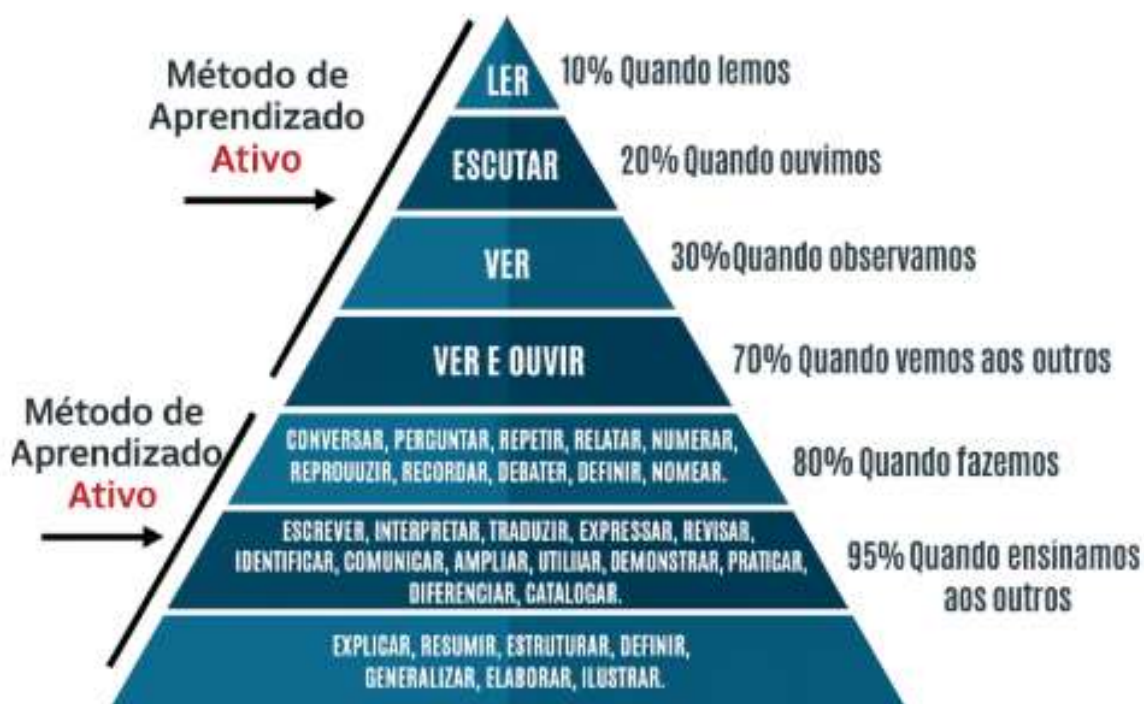 Método de
Aprendizado
Ativo
LER
10% Quando lemos
ESCUTAR
20% Quando ouvimos
VER
30% Quando observamos
VER E OUVIR
70% Quando vemos aos outros
Método de
Aprendizado
Ativo
CONVERSAR, PERGUNTAR, REPETIR, RELATAR, NUMERAR,
REPROUUZIR, RECORDAR, DEBATER, DEFINIR, NOMEAR.
80% Quando fazemos
ESCREVER, INTERPRETAR, TRADUZIR, EXPRESSAR, REVISAR,
IDENTIFICAR, COMUNICAR, AMPLIAR, UTILIUAR, DEMONSTRAR, PRATICAR,
DIFERENCIAR, CATALOGAR.
95% Quando ensinamos
aos outros
EXPLICAR, RESUMIR, ESTRUTURAR, DEFINIR,
GENERALIZAR, ELABORAR, ILUSTRAR.